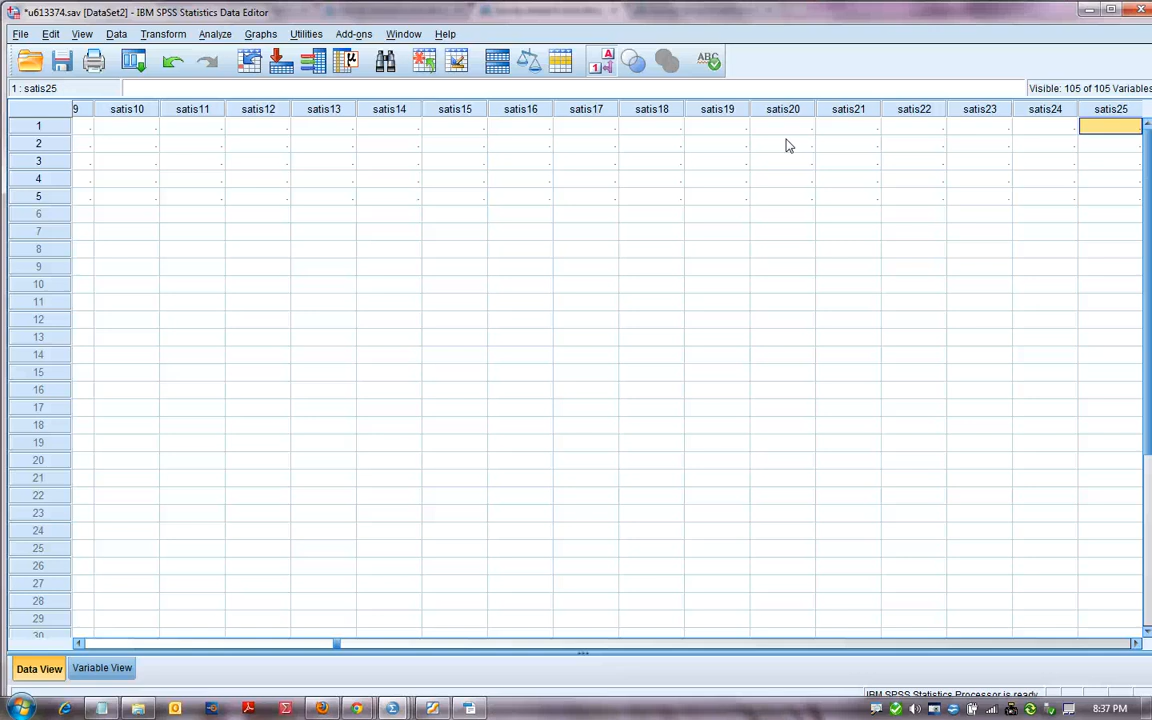 *u613374.sav [DataSet2] - IBM SPSS Statistics Data Editor
File Edit View Data Transform Analyze Graphs Utilities Add-ons Window Help
1 : satis25
Visible: 105 of 105 Variables
9 satis10 satis11 satis12 satis13 satis14 satis15 satis16 satis17 satis18 satis19 satis20 satis21 satis22 satis23 satis24 satis25
1 . . . . . . . . . . . . . . . . .
2 . . . . . . . . . . . . . . . . .
3 . . . . . . . . . . . . . . . . .
4 . . . . . . . . . . . . . . . . .
5 . . . . . . . . . . . . . . . . .
6
7
8
9
10
11
12
13
14
15
16
17
18
19
20
21
22
23
24
25
26
27
28
29
30
Data View Variable View
IBM SPSS Statistics Processor is ready
8:37 PM